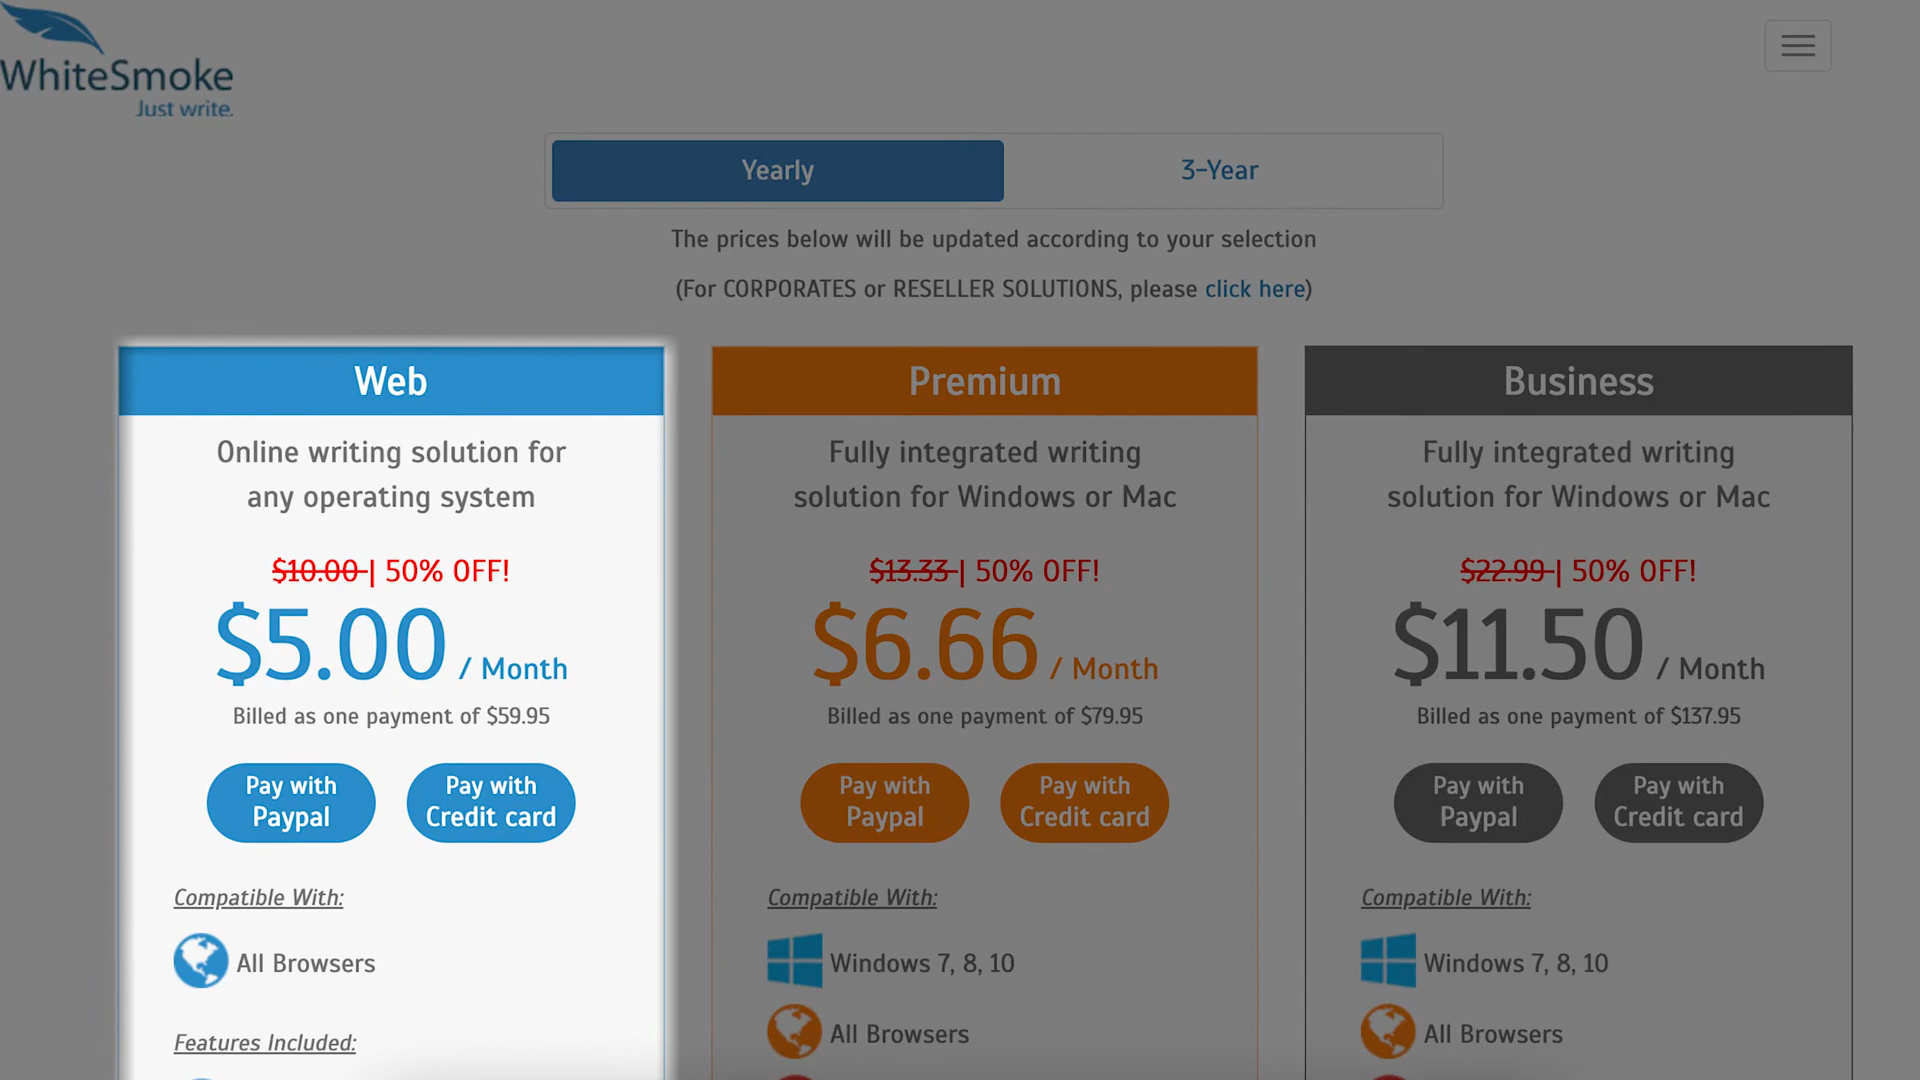 WhiteSmoke
Just write.
Yearly
3-Year
The prices below will be updated according to your selection
(For CORPORATES or RESELLER SOLUTIONS, please click here)
Web
Online writing solution for
any operating system
$10.00 | 50% OFF!
$5.00 / Month
Billed as one payment of $59.95
Pay with
Paypal
Pay with
Credit card
Compatible With:
All Browsers
Features Included:
Premium
Fully integrated writing
solution for Windows or Mac
$13.33 | 50% OFF!
$6.66 / Month
Billed as one payment of $79.95
Pay with
Paypal
Pay with
Credit card
Compatible With:
Windows 7, 8, 10
All Browsers
Business
Fully integrated writing
solution for Windows or Mac
$22.99 | 50% OFF!
$11.50 / Month
Billed as one payment of $137.95
Pay with
Paypal
Pay with
Credit card
Compatible With:
Windows 7, 8, 10
All Browsers